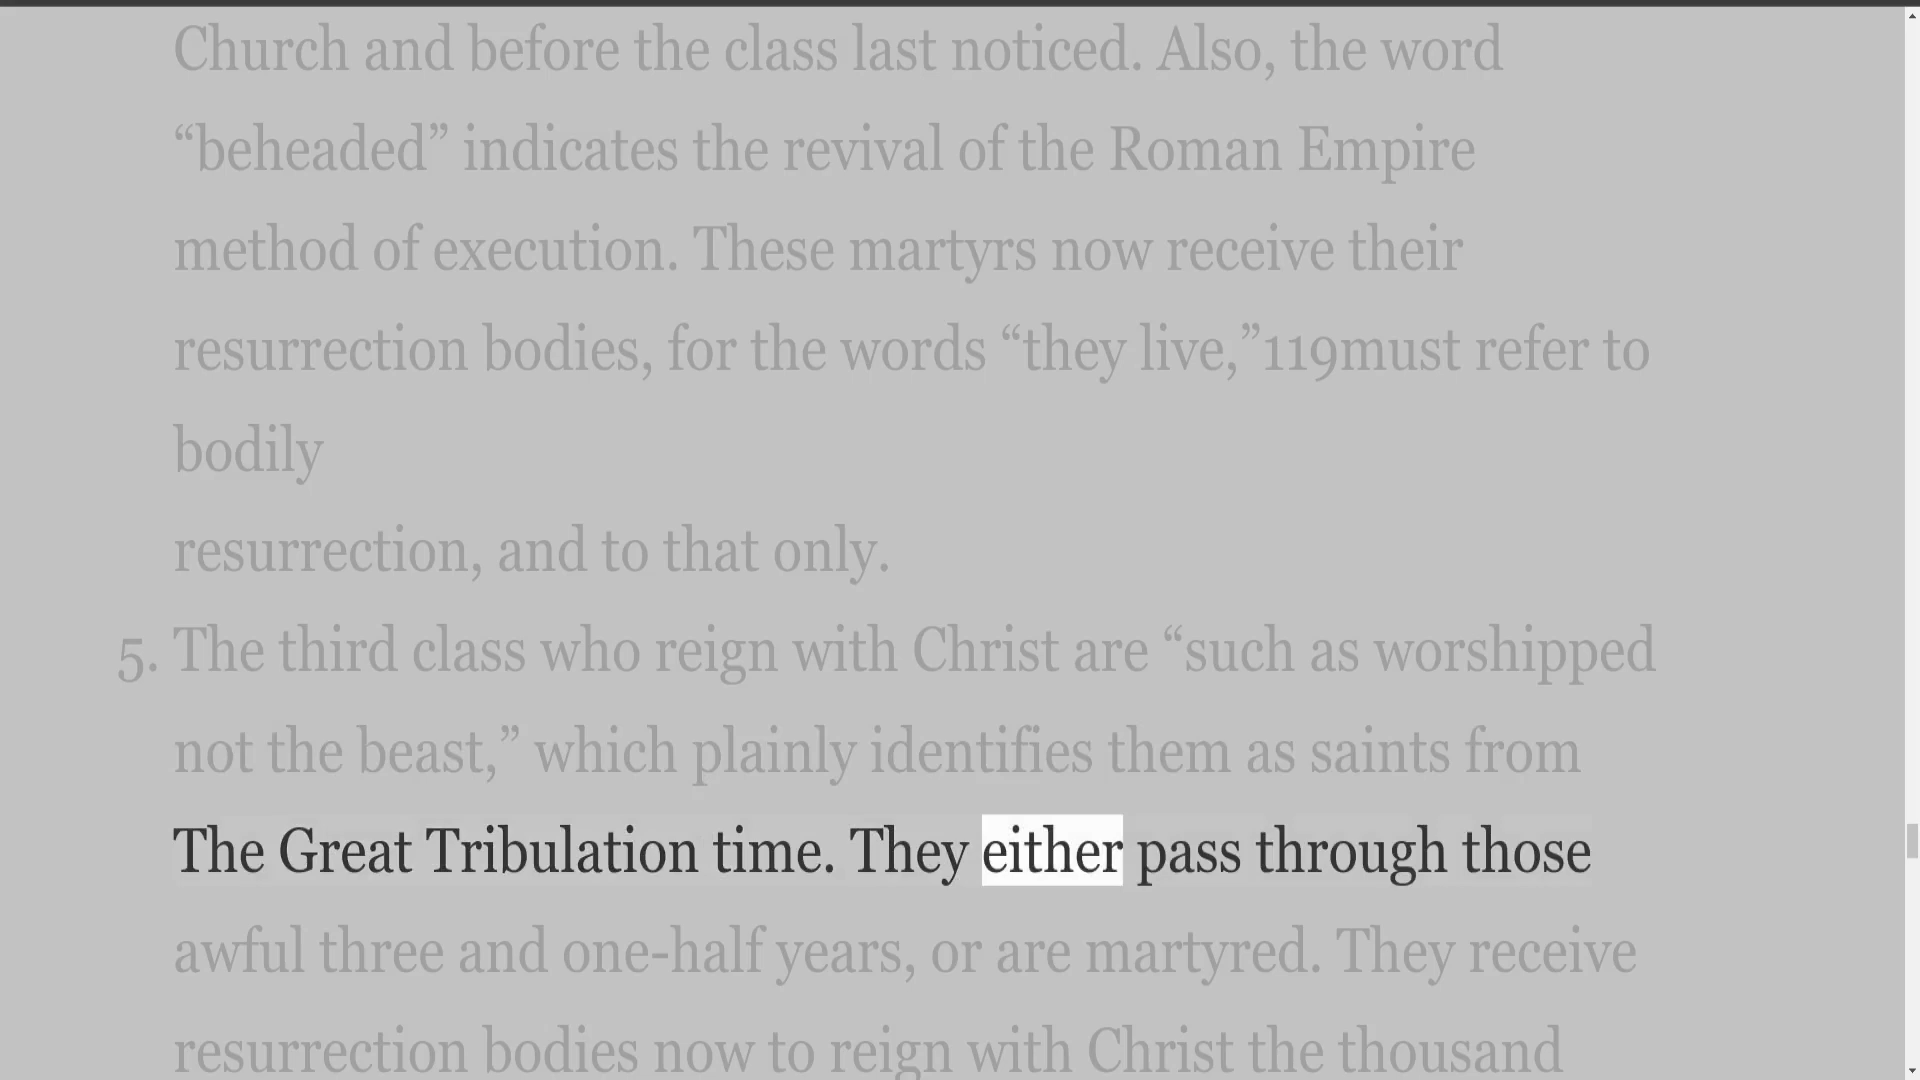 Church and before the class last noticed. Also, the word
“beheaded” indicates the revival of the Roman Empire
method of execution. These martyrs now receive their
resurrection bodies, for the words “they live,”119must refer to
bodily
resurrection, and to that only.
5. The third class who reign with Christ are “such as worshipped
not the beast,” which plainly identifies them as saints from
The Great Tribulation time. They either pass through those
awful three and one-half years, or are martyred. They receive
resurrection bodies now to reign with Christ the thousand